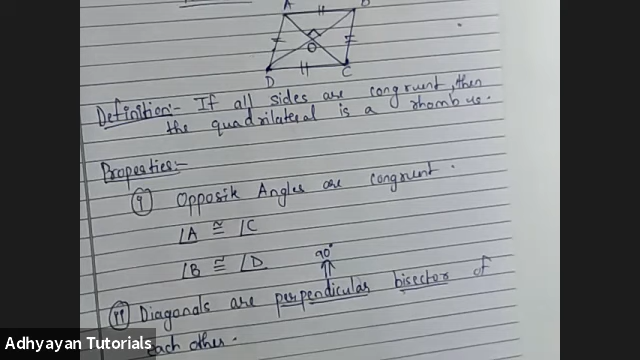 A
B
O
D
C
Definition:- If all sides are congruent, then
the quadrilateral is a rhombus.
Properties:-
(i) Opposite Angles are congruent.
∠A ≅ ∠C
∠B ≅ ∠D
90°
(ii) Diagonals are perpendicular bisector of
each other.
Adhyayan Tutorials